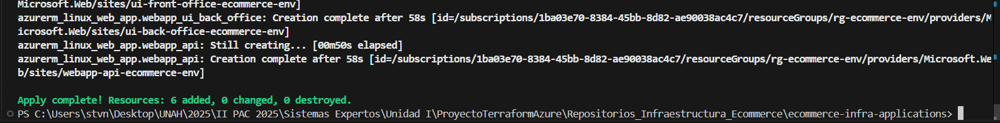 Microsoft.Web/sites/ui-front-office-ecommerce-env]
azurerm_linux_web_app.webapp_ui_back_office: Creation complete after 58s [id=/subscriptions/1ba03e70-8384-45bb-8d82-ae90038ac4c7/resourceGroups/rg-ecommerce-env/providers/M
icrosoft.Web/sites/ui-back-office-ecommerce-env]
azurerm_linux_web_app.webapp_api: Still creating... [00m50s elapsed]
azurerm_linux_web_app.webapp_api: Creation complete after 58s [id=/subscriptions/1ba03e70-8384-45bb-8d82-ae90038ac4c7/resourceGroups/rg-ecommerce-env/providers/Microsoft.We
b/sites/webapp-api-ecommerce-env]
Apply complete! Resources: 6 added, 0 changed, 0 destroyed.
PS C:\Users\stvn\Desktop\UNAH\2025\II PAC 2025\Sistemas Expertos\Unidad I\ProyectoTerraformAzure\Repositorios_Infraestructura_Ecommerce\ecommerce-infra-applications>